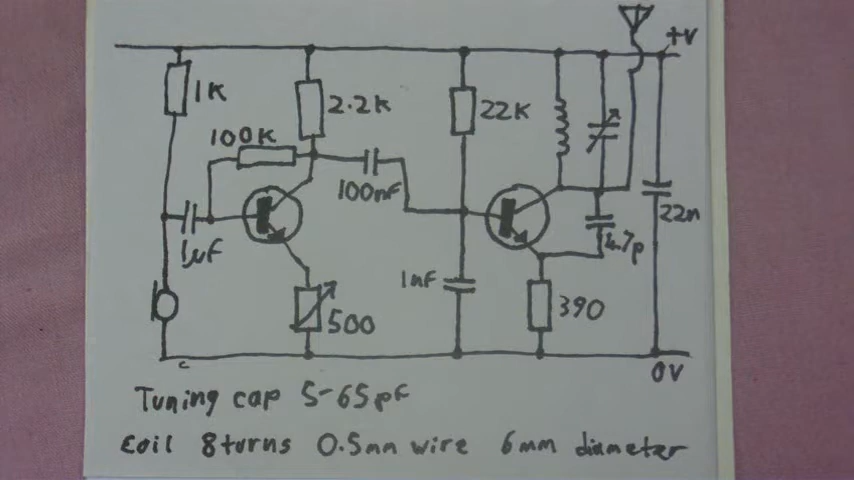 +V
1K
2.2K
22K
100K
100nF
22n
1uF
4.7p
1nF
390
500
0V
Tuning cap 5-65pF
Coil 8turns 0.5mm wire 6mm diameter